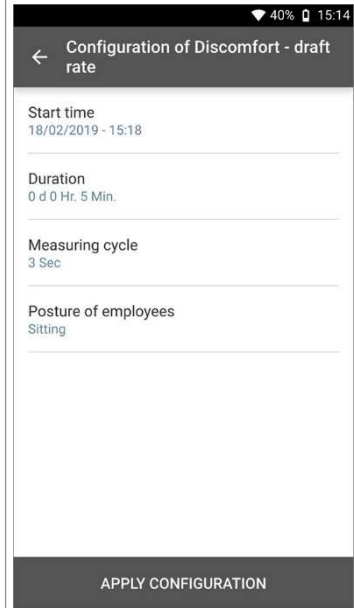 40% 15:14
Configuration of Discomfort - draft
rate
Start time
18/02/2019 - 15:18
Duration
0 d 0 Hr. 5 Min.
Measuring cycle
3 Sec
Posture of employees
Sitting
APPLY CONFIGURATION